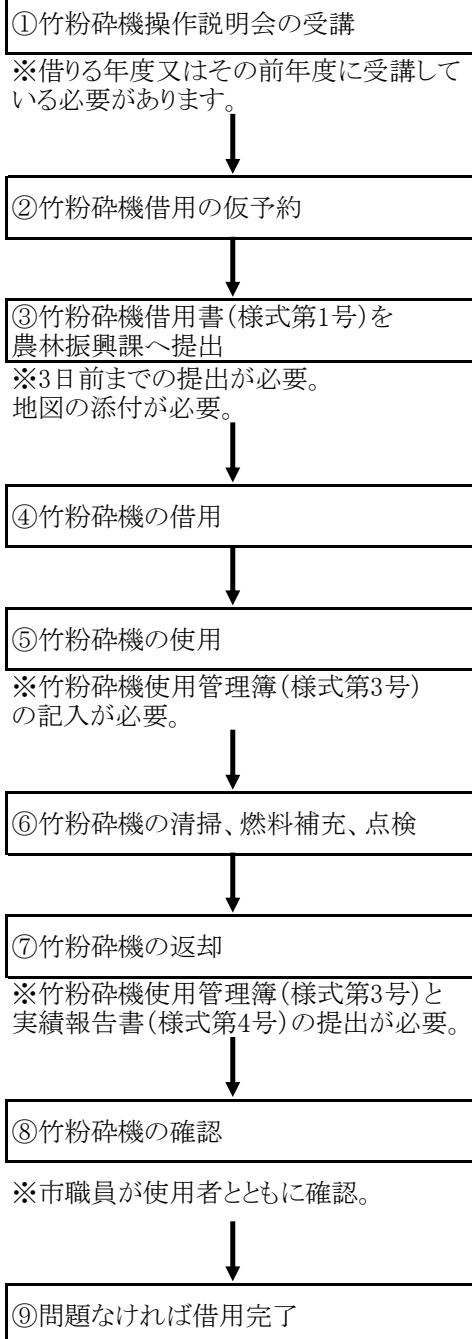 ①竹粉砕機操作説明会の受講
※借りる年度又はその前年度に受講して
いる必要があります。
②竹粉砕機借用の仮予約
③竹粉砕機借用書(様式第1号)を
農林振興課へ提出
※3日前までの提出が必要。
地図の添付が必要。
④竹粉砕機の借用
⑤竹粉砕機の使用
※竹粉砕機使用管理簿(様式第3号)
の記入が必要。
⑥竹粉砕機の清掃、燃料補充、点検
⑦竹粉砕機の返却
※竹粉砕機使用管理簿(様式第3号)と
実績報告書(様式第4号)の提出が必要。
⑧竹粉砕機の確認
※市職員が使用者とともに確認。
⑨問題なければ借用完了